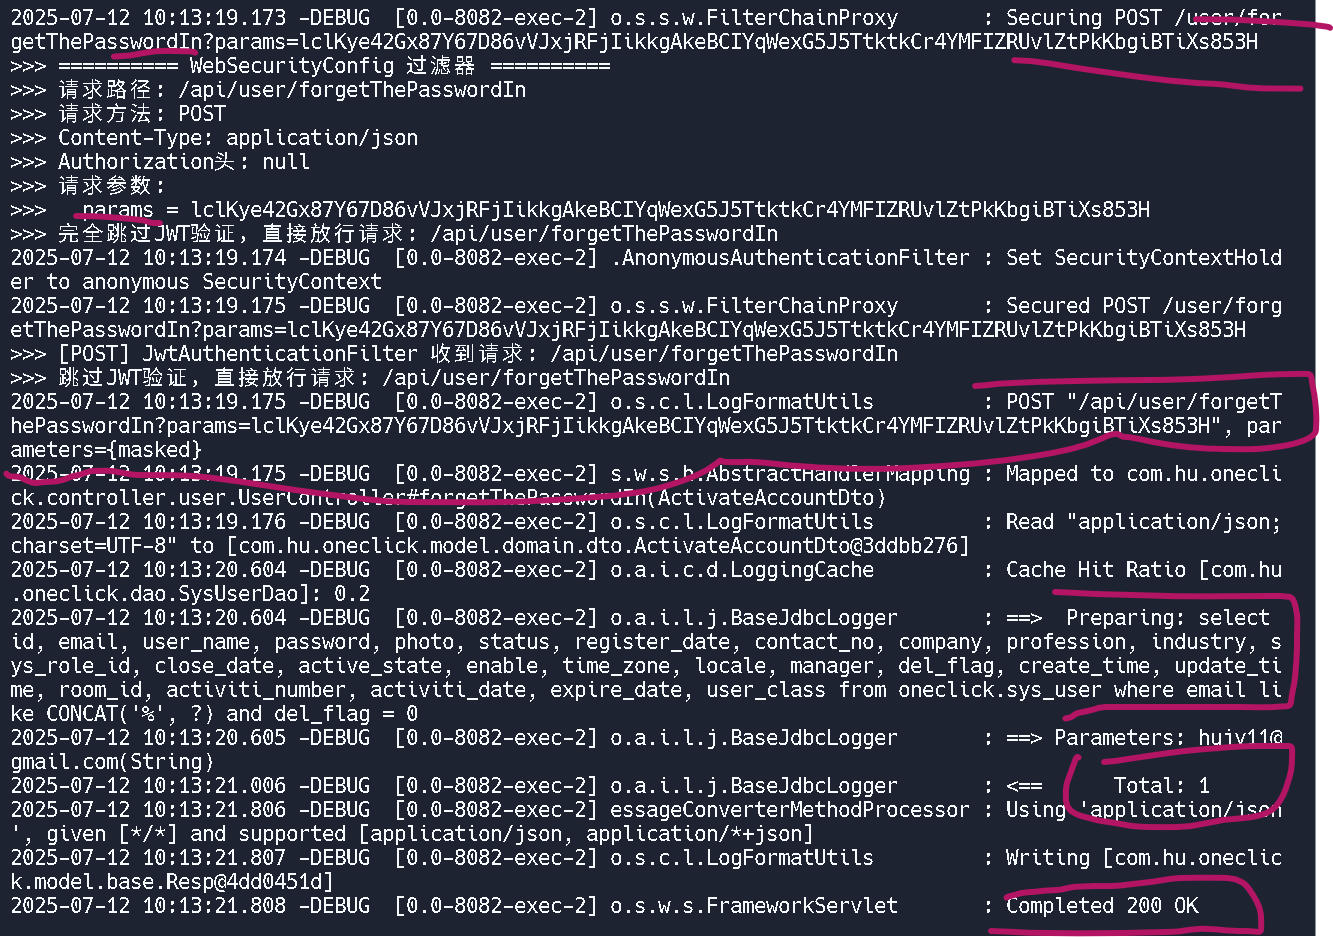 2025-07-12 10:13:19.173 -DEBUG  [0.0-8082-exec-2] o.s.s.w.FilterChainProxy       : Securing POST /user/for
getThePasswordIn?params=lclKye42Gx87Y67D86vVJxjRFjIikkgAkeBCIYqWexG5J5TtktkCr4YMFIZRUvlZtPkKbgiBTiXs853H
>>> ========== WebSecurityConfig 过滤器 ==========
>>> 请求路径: /api/user/forgetThePasswordIn
>>> 请求方法: POST
>>> Content-Type: application/json
>>> Authorization头: null
>>> 请求参数:
>>>   params = lclKye42Gx87Y67D86vVJxjRFjIikkgAkeBCIYqWexG5J5TtktkCr4YMFIZRUvlZtPkKbgiBTiXs853H
>>> 完全跳过JWT验证, 直接放行请求: /api/user/forgetThePasswordIn
2025-07-12 10:13:19.174 -DEBUG  [0.0-8082-exec-2] .AnonymousAuthenticationFilter : Set SecurityContextHold
er to anonymous SecurityContext
2025-07-12 10:13:19.175 -DEBUG  [0.0-8082-exec-2] o.s.s.w.FilterChainProxy       : Secured POST /user/forg
etThePasswordIn?params=lclKye42Gx87Y67D86vVJxjRFjIikkgAkeBCIYqWexG5J5TtktkCr4YMFIZRUvlZtPkKbgiBTiXs853H
>>> [POST] JwtAuthenticationFilter 收到请求: /api/user/forgetThePasswordIn
>>> 跳过JWT验证, 直接放行请求: /api/user/forgetThePasswordIn
2025-07-12 10:13:19.175 -DEBUG  [0.0-8082-exec-2] o.s.c.l.LogFormatUtils         : POST "/api/user/forgetT
hePasswordIn?params=lclKye42Gx87Y67D86vVJxjRFjIikkgAkeBCIYqWexG5J5TtktkCr4YMFIZRUvlZtPkKbgiBTiXs853H", par
ameters={masked}
2025-07-12 10:13:19.175 -DEBUG  [0.0-8082-exec-2] s.w.s.h.AbstractHandlerMapping : Mapped to com.hu.onecli
ck.controller.user.UserController#forgetThePasswordIn(ActivateAccountDto)
2025-07-12 10:13:19.176 -DEBUG  [0.0-8082-exec-2] o.s.c.l.LogFormatUtils         : Read "application/json;
charset=UTF-8" to [com.hu.oneclick.model.domain.dto.ActivateAccountDto@3ddbb276]
2025-07-12 10:13:20.604 -DEBUG  [0.0-8082-exec-2] o.a.i.c.d.LoggingCache         : Cache Hit Ratio [com.hu
.oneclick.dao.SysUserDao]: 0.2
2025-07-12 10:13:20.604 -DEBUG  [0.0-8082-exec-2] o.a.i.l.j.BaseJdbcLogger       : ==>  Preparing: select
id, email, user_name, password, photo, status, register_date, contact_no, company, profession, industry, s
ys_role_id, close_date, active_state, enable, time_zone, locale, manager, del_flag, create_time, update_ti
me, room_id, activiti_number, activiti_date, expire_date, user_class from oneclick.sys_user where email li
ke CONCAT('%', ?) and del_flag = 0
2025-07-12 10:13:20.605 -DEBUG  [0.0-8082-exec-2] o.a.i.l.j.BaseJdbcLogger       : ==> Parameters: hujv11@
gmail.com(String)
2025-07-12 10:13:21.006 -DEBUG  [0.0-8082-exec-2] o.a.i.l.j.BaseJdbcLogger       : <==      Total: 1
2025-07-12 10:13:21.806 -DEBUG  [0.0-8082-exec-2] essageConverterMethodProcessor : Using 'application/json
', given [*/*] and supported [application/json, application/*+json]
2025-07-12 10:13:21.807 -DEBUG  [0.0-8082-exec-2] o.s.c.l.LogFormatUtils         : Writing [com.hu.oneclic
k.model.base.Resp@4dd0451d]
2025-07-12 10:13:21.808 -DEBUG  [0.0-8082-exec-2] o.s.w.s.FrameworkServlet       : Completed 200 OK